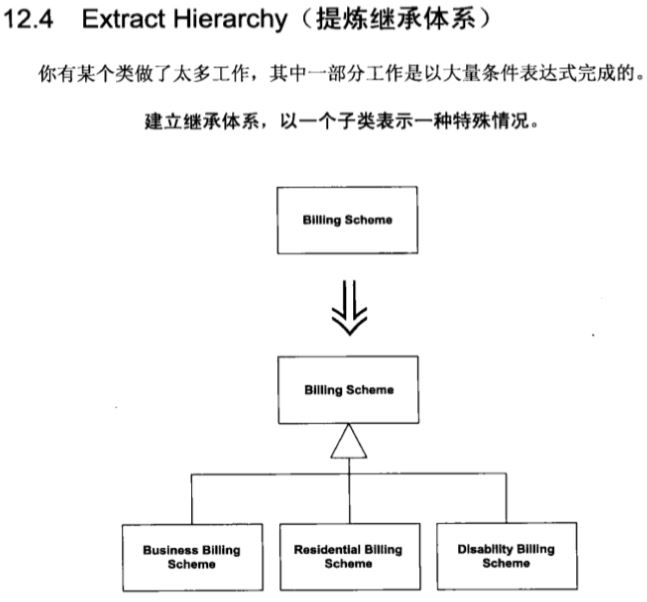 12.4 Extract Hierarchy（提炼继承体系）
你有某个类做了太多工作，其中一部分工作是以大量条件表达式完成的。
建立继承体系，以一个子类表示一种特殊情况。
Billing Scheme
Billing Scheme
Business Billing
Scheme
Residential Billing
Scheme
Disability Billing
Scheme